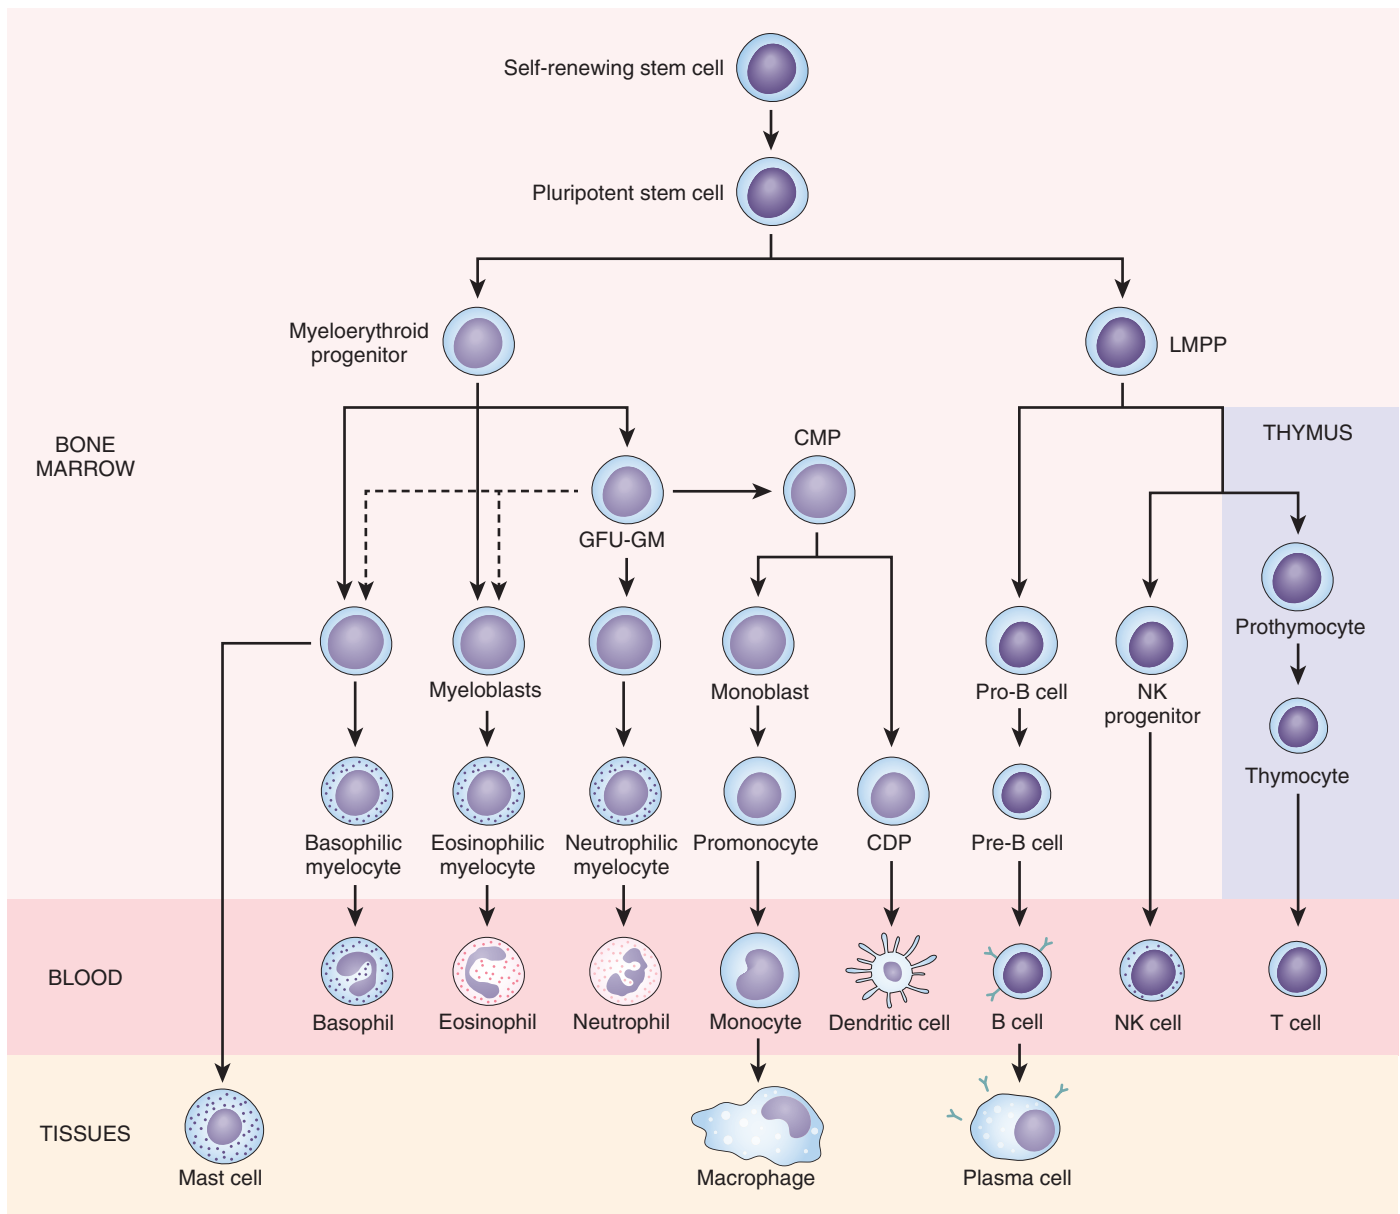 Self-renewing stem cell
Pluripotent stem cell
Myeloerythroid
progenitor
LMPP
BONE
MARROW
CMP
THYMUS
GFU-GM
Prothymocyte
Myeloblasts
Monoblast
Pro-B cell
NK
progenitor
Thymocyte
Basophilic
myelocyte
Eosinophilic
myelocyte
Neutrophilic
myelocyte
Promonocyte
CDP
Pre-B cell
BLOOD
Basophil
Eosinophil
Neutrophil
Monocyte
Dendritic cell
B cell
NK cell
T cell
TISSUES
Mast cell
Macrophage
Plasma cell